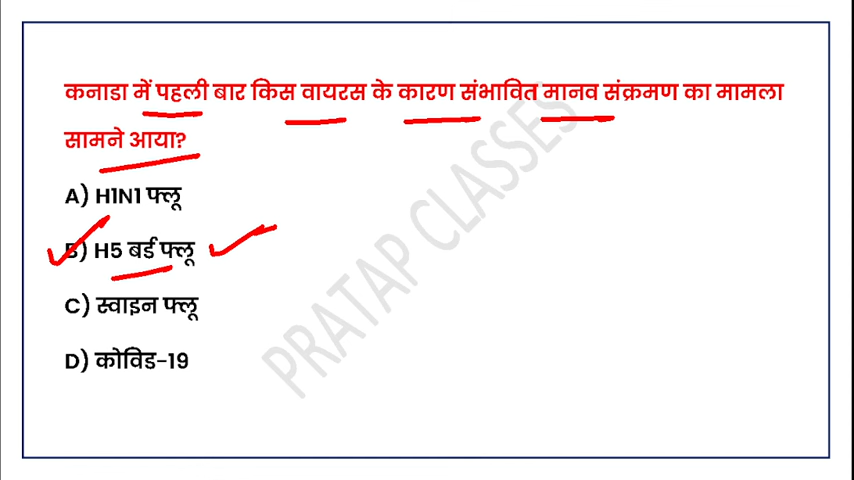 कनाडा में पहली बार किस वायरस के कारण संभावित मानव संक्रमण का मामला
सामने आया?
A) H1N1 फ्लू
B) H5 बर्ड फ्लू
C) स्वाइन फ्लू
D) कोविड-19
PRATAP CLASSES